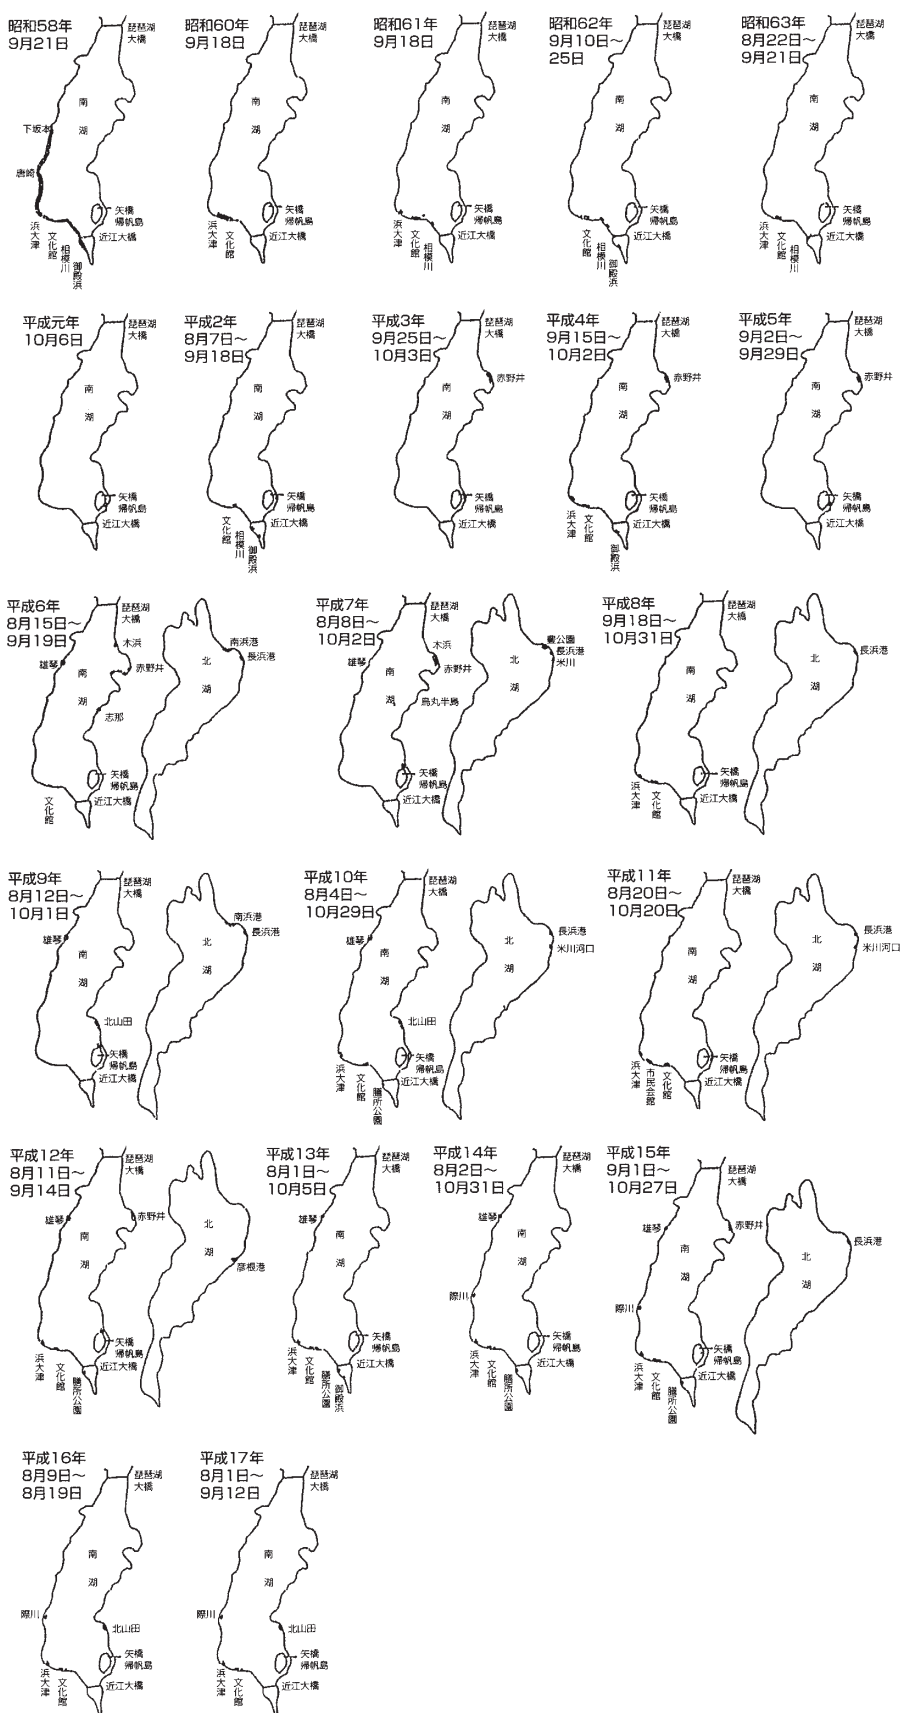 昭和58年
9月21日
琵琶湖
大橋
南
湖
下坂本
唐崎
矢橋
帰帆島
近江大橋
浜大津
文化館
相模川
御殿浜
昭和60年
9月18日
琵琶湖
大橋
南
湖
矢橋
帰帆島
近江大橋
浜大津
文化館
昭和61年
9月18日
琵琶湖
大橋
南
湖
矢橋
帰帆島
近江大橋
浜大津
文化館
相模川
昭和62年
9月10日～
25日
琵琶湖
大橋
南
湖
矢橋
帰帆島
近江大橋
文化館
相模川
御殿浜
昭和63年
8月22日～
9月21日
琵琶湖
大橋
南
湖
矢橋
帰帆島
近江大橋
文化館
平成元年
10月6日
琵琶湖
大橋
南
湖
矢橋
帰帆島
近江大橋
平成2年
8月7日～
9月18日
琵琶湖
大橋
南
湖
矢橋
帰帆島
近江大橋
文化館
相模川
御殿浜
平成3年
9月25日～
10月3日
琵琶湖
大橋
赤野井
南
湖
矢橋
帰帆島
近江大橋
平成4年
9月15日～
10月2日
琵琶湖
大橋
赤野井
南
湖
矢橋
帰帆島
近江大橋
浜大津
文化館
御殿浜
平成5年
9月2日～
9月29日
琵琶湖
大橋
赤野井
南
湖
矢橋
帰帆島
近江大橋
平成6年
8月15日～
9月19日
琵琶湖
大橋
木浜
雄琴
赤野井
南
湖
志那
矢橋
帰帆島
近江大橋
文化館
南浜港
長浜港
北
湖
平成7年
8月8日～
10月2日
琵琶湖
大橋
木浜
雄琴
赤野井
南
湖
烏丸半島
矢橋
帰帆島
近江大橋
豊公園
長浜港
米川
北
湖
平成8年
9月18日～
10月31日
琵琶湖
大橋
南
湖
矢橋
帰帆島
近江大橋
浜大津
文化館
長浜港
北
湖
平成9年
8月12日～
10月1日
琵琶湖
大橋
雄琴
南
湖
北山田
矢橋
帰帆島
近江大橋
南浜港
長浜港
北
湖
平成10年
8月4日～
10月29日
琵琶湖
大橋
雄琴
南
湖
北山田
矢橋
帰帆島
近江大橋
浜大津
文化館
膳所公園
長浜港
米川河口
北
湖
平成11年
8月20日～
10月20日
琵琶湖
大橋
南
湖
矢橋
帰帆島
近江大橋
浜大津
市民会館
文化館
長浜港
米川河口
北
湖
平成12年
8月11日～
9月14日
琵琶湖
大橋
雄琴
赤野井
南
湖
矢橋
帰帆島
近江大橋
浜大津
文化館
膳所公園
北
湖
彦根港
平成13年
8月1日～
10月5日
琵琶湖
大橋
雄琴
南
湖
矢橋
帰帆島
近江大橋
浜大津
文化館
膳所公園
御殿浜
平成14年
8月2日～
10月31日
琵琶湖
大橋
雄琴
南
湖
際川
矢橋
帰帆島
近江大橋
浜大津
文化館
膳所公園
平成15年
9月1日～
10月27日
琵琶湖
大橋
雄琴
赤野井
南
湖
際川
矢橋
帰帆島
近江大橋
浜大津
文化館
膳所公園
長浜港
北
湖
平成16年
8月9日～
8月19日
琵琶湖
大橋
南
湖
際川
北山田
矢橋
帰帆島
近江大橋
浜大津
文化館
平成17年
8月1日～
9月12日
琵琶湖
大橋
南
湖
際川
北山田
矢橋
帰帆島
近江大橋
浜大津
文化館